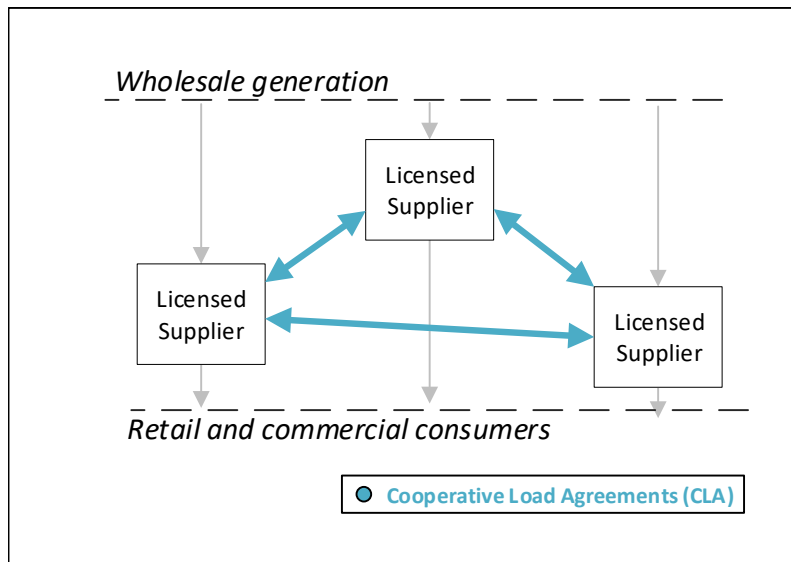 Wholesale generation
Licensed
Supplier
Licensed
Supplier
Licensed
Supplier
Retail and commercial consumers
Cooperative Load Agreements (CLA)